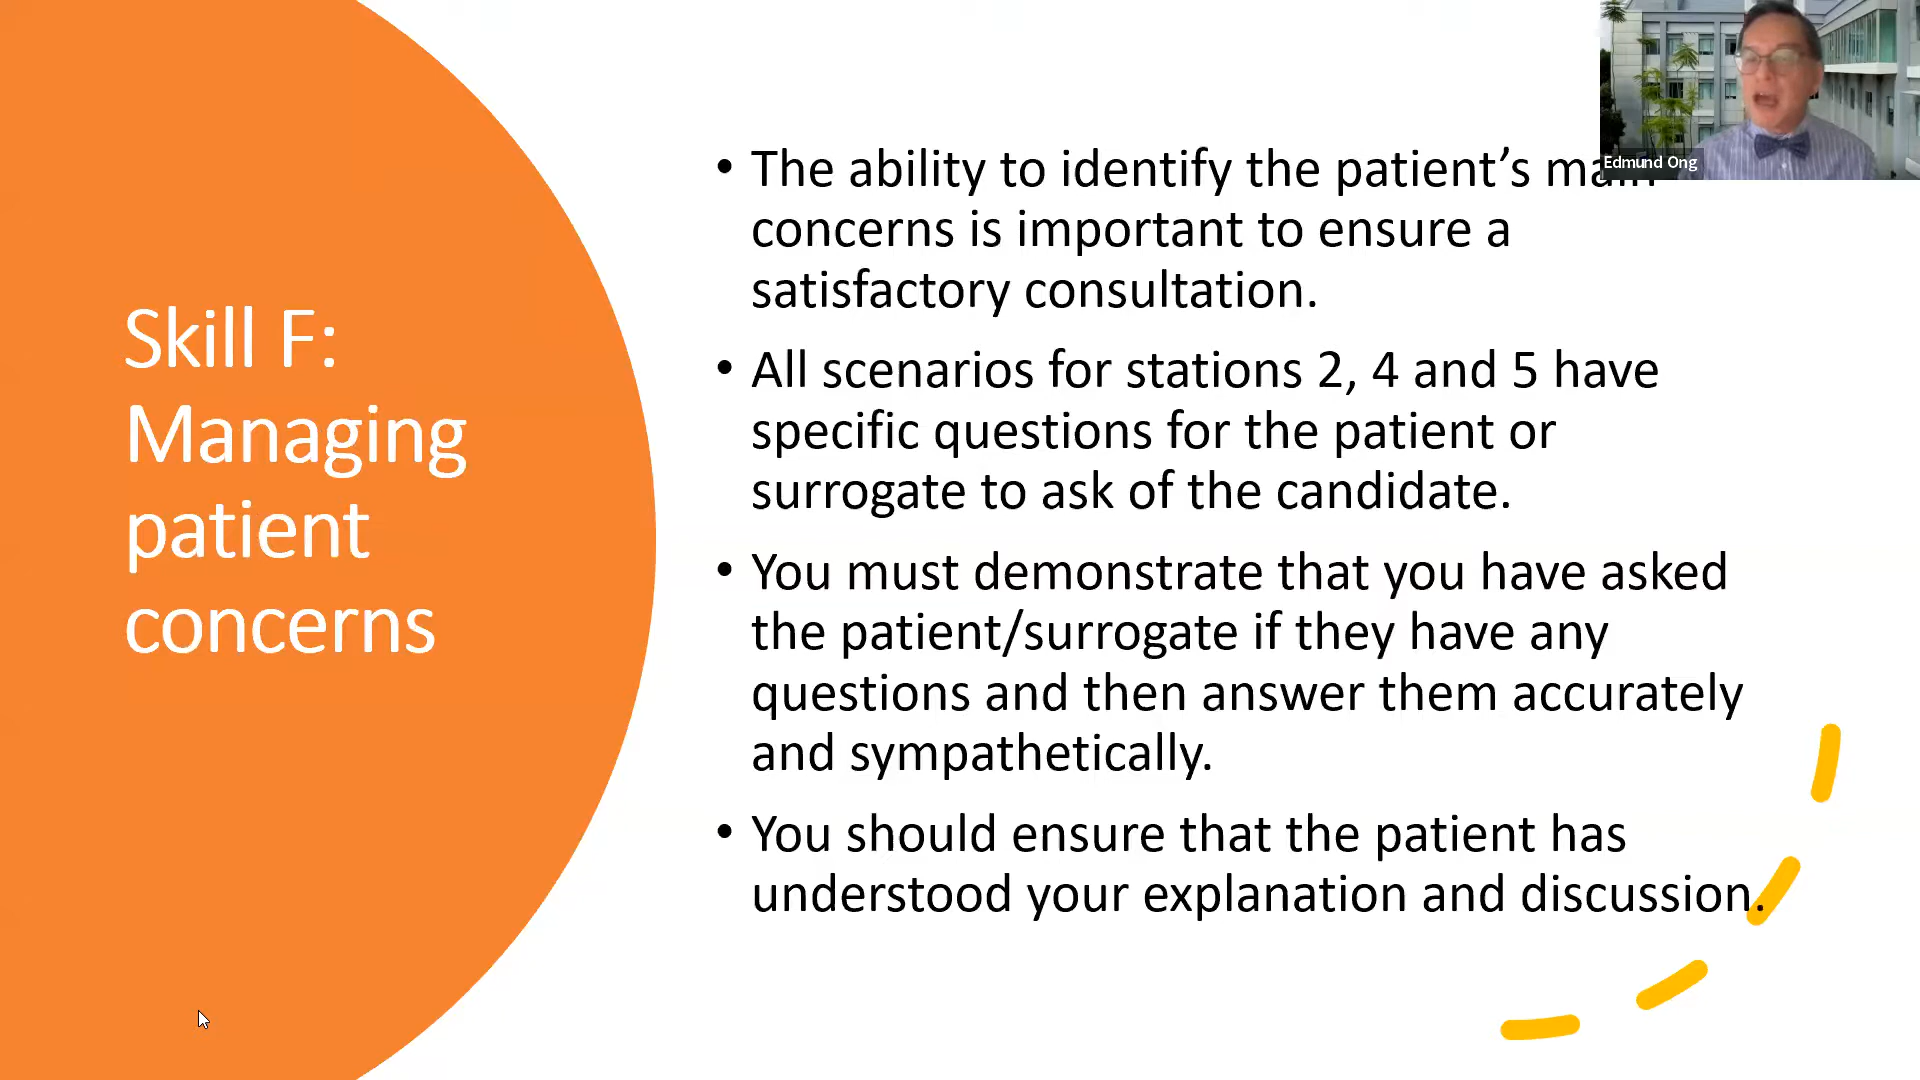 Edmund Ong
Skill F:
Managing
patient
concerns
• The ability to identify the patient’s main
concerns is important to ensure a
satisfactory consultation.
• All scenarios for stations 2, 4 and 5 have
specific questions for the patient or
surrogate to ask of the candidate.
• You must demonstrate that you have asked
the patient/surrogate if they have any
questions and then answer them accurately
and sympathetically.
• You should ensure that the patient has
understood your explanation and discussion.